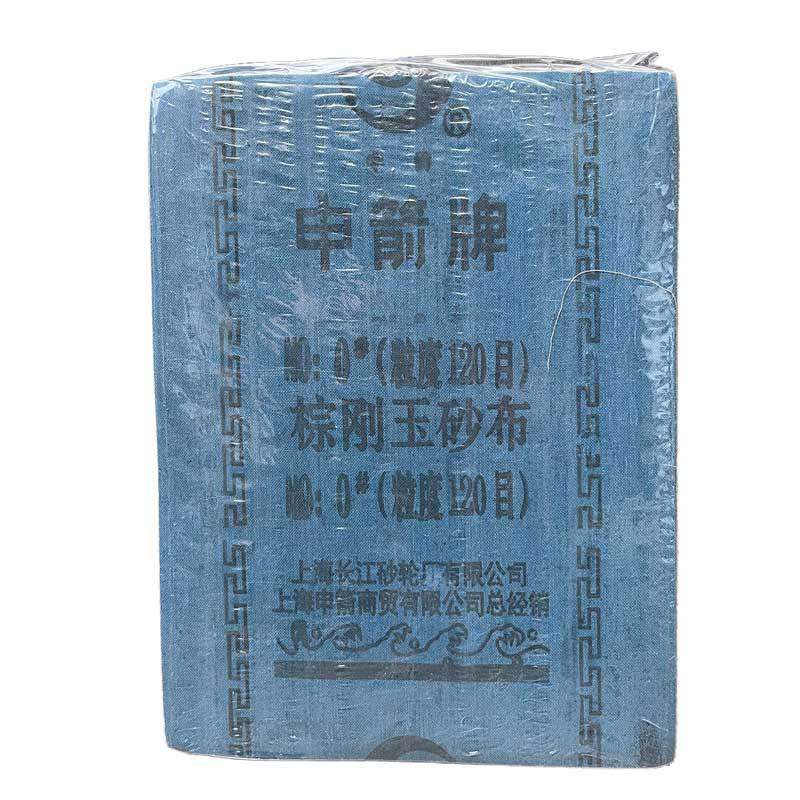 ®
申箭牌
NO: 0#(粒度120目)
棕刚玉砂布
NO: 0#(粒度120目)
上海长江砂轮厂有限公司
上海申箭商贸有限公司总经销